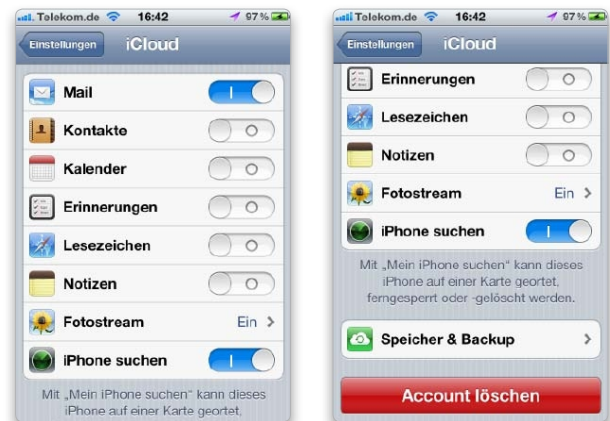 Telekom.de 16:42 97 %
Einstellungen iCloud
Mail
Kontakte
Kalender
Erinnerungen
Lesezeichen
Notizen
Fotostream Ein
iPhone suchen
Mit „Mein iPhone suchen“ kann dieses
iPhone auf einer Karte geortet,
Telekom.de 16:42 97 %
Einstellungen iCloud
Erinnerungen
Lesezeichen
Notizen
Fotostream Ein
iPhone suchen
Mit „Mein iPhone suchen“ kann dieses
iPhone auf einer Karte geortet,
ferngesperrt oder -gelöscht werden.
Speicher & Backup
Account löschen